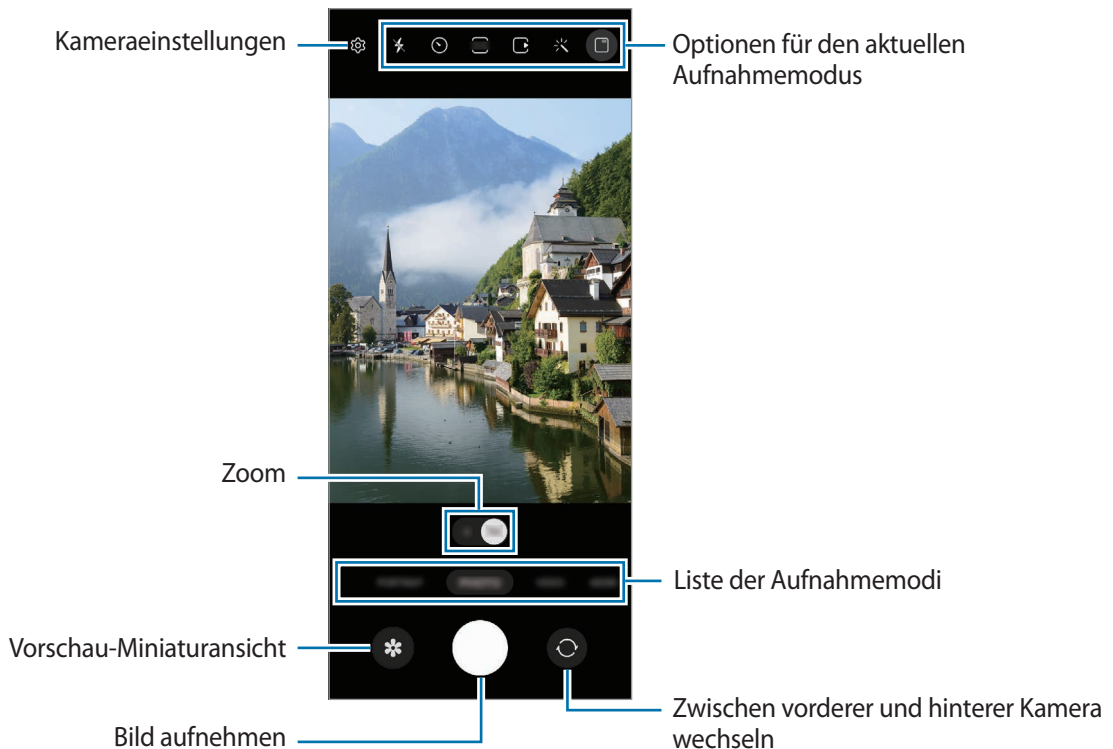 Kameraeinstellungen
Optionen für den aktuellen
Aufnahmemodus
Zoom
Liste der Aufnahmemodi
Vorschau-Miniaturansicht
Zwischen vorderer und hinterer Kamera
wechseln
Bild aufnehmen